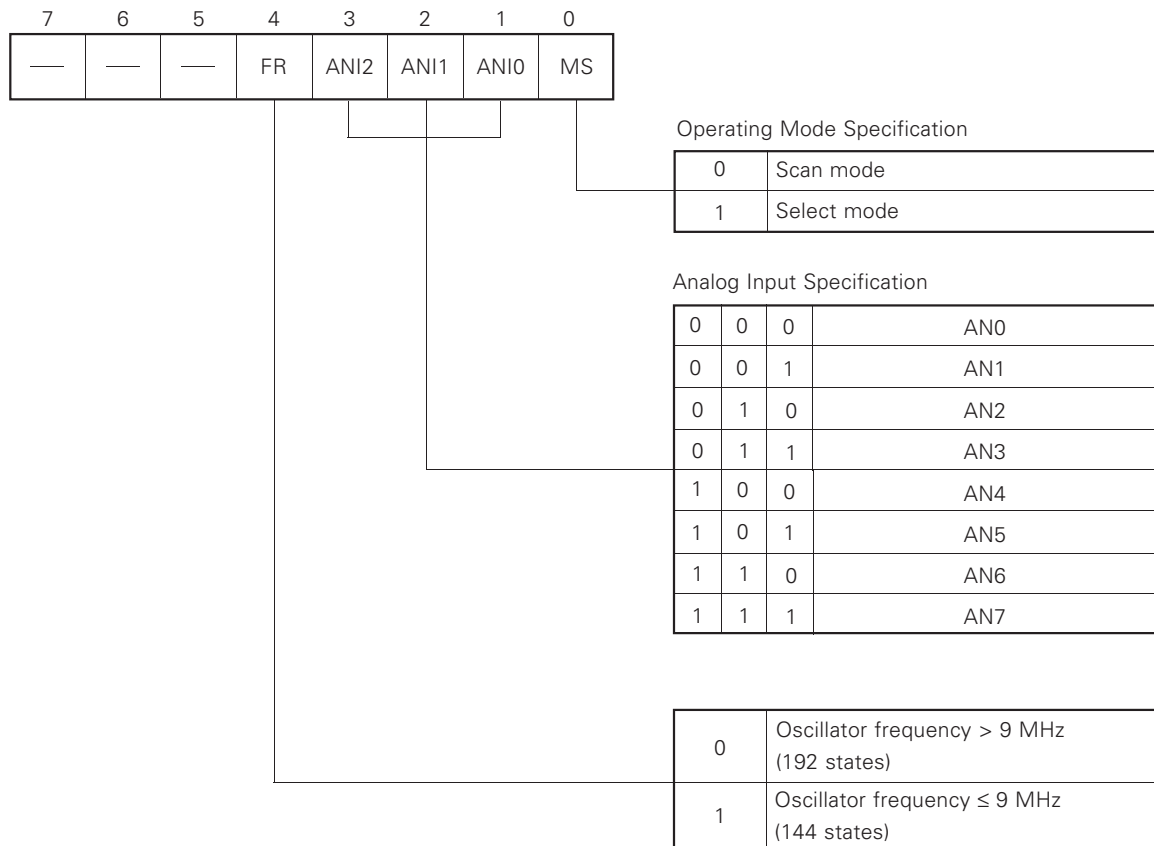 7 6 5 4 3 2 1 0
— — — FR ANI2 ANI1 ANI0 MS
Operating Mode Specification
0 Scan mode
1 Select mode
Analog Input Specification
0 0 0 AN0
0 0 1 AN1
0 1 0 AN2
0 1 1 AN3
1 0 0 AN4
1 0 1 AN5
1 1 0 AN6
1 1 1 AN7
0 Oscillator frequency > 9 MHz
(192 states)
1 Oscillator frequency ≤ 9 MHz
(144 states)